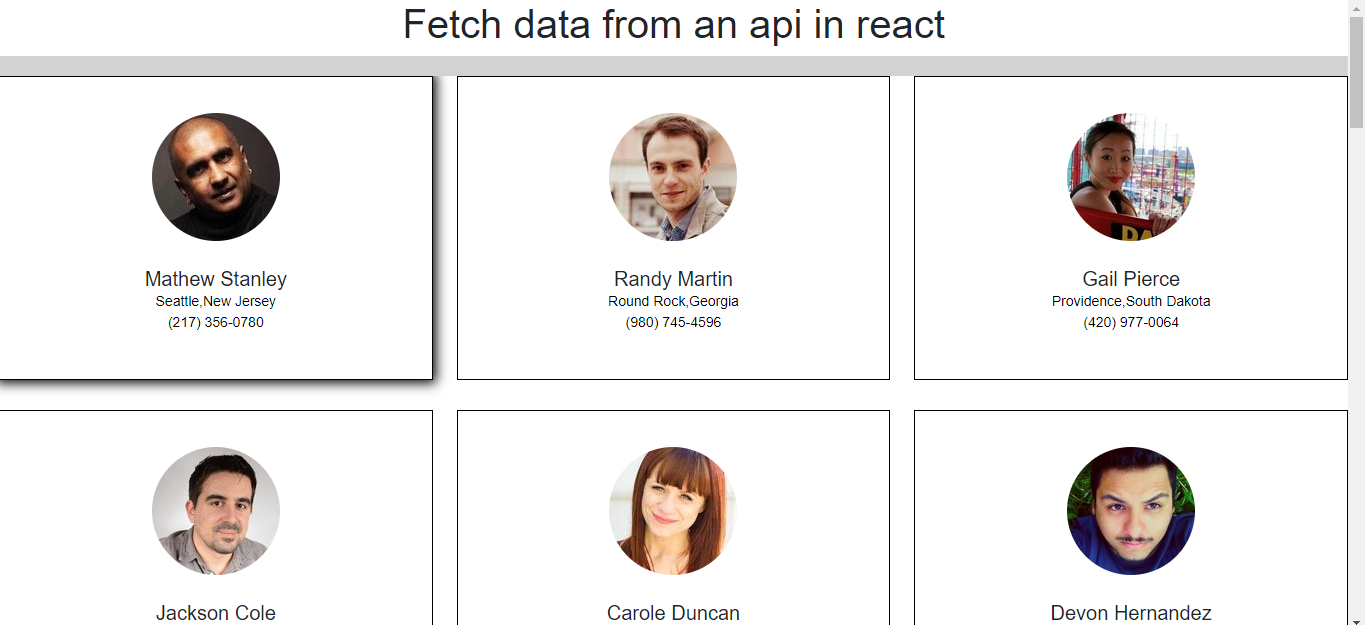 Fetch data from an api in react
Mathew Stanley
Seattle,New Jersey
(217) 356-0780
Randy Martin
Round Rock,Georgia
(980) 745-4596
Gail Pierce
Providence,South Dakota
(420) 977-0064
Jackson Cole
Carole Duncan
Devon Hernandez